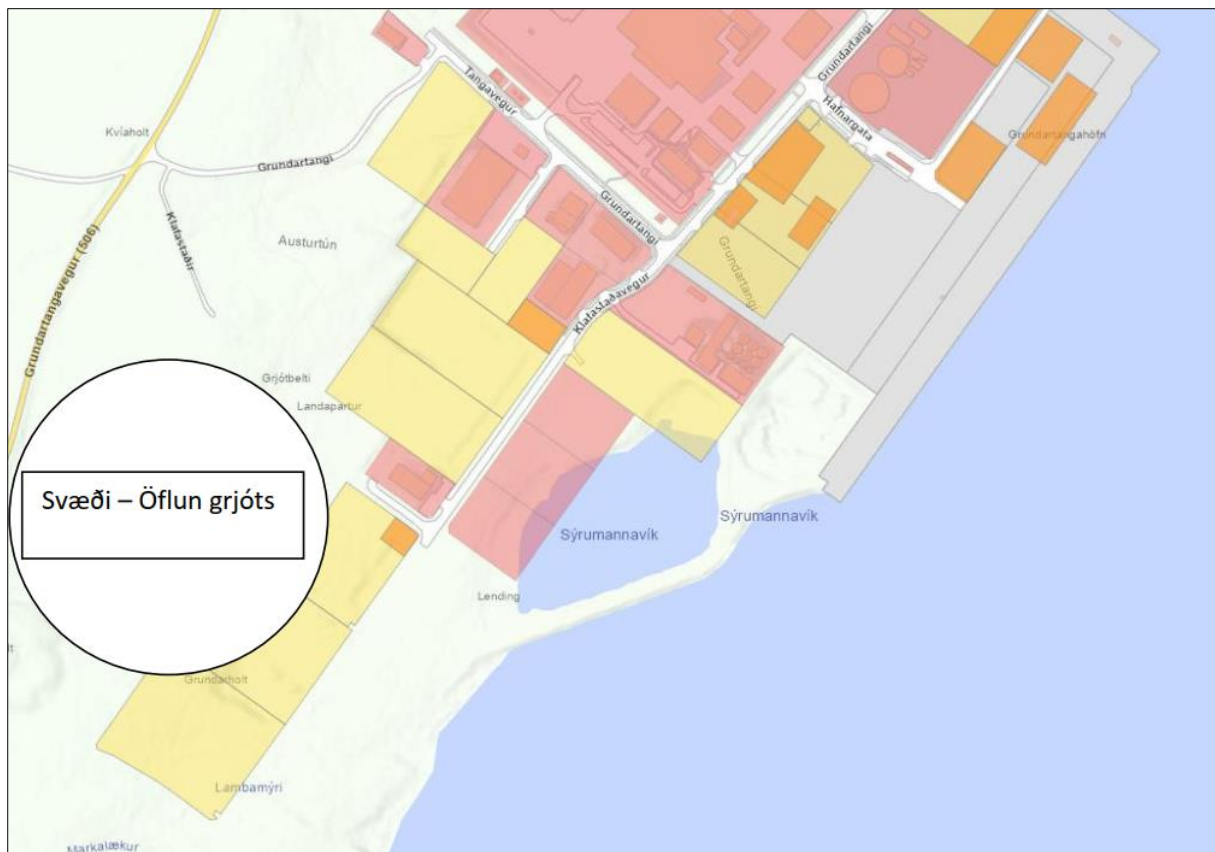 Grundartangi
Kvíaholt
Tangavegur
Hafnargata
Grundartangahöfn
Grundartangi
Klafastaðir
Grundartangi
Austurtún
Grundartangi
Grundartangavegur (506)
Klafastaðavegur
Grjótbelti
Landapartur
Svæði – Öflun grjóts
Sýrumannavík
Sýrumannavík
Lending
lt
Grundarholt
Lambamýri
Markalækur